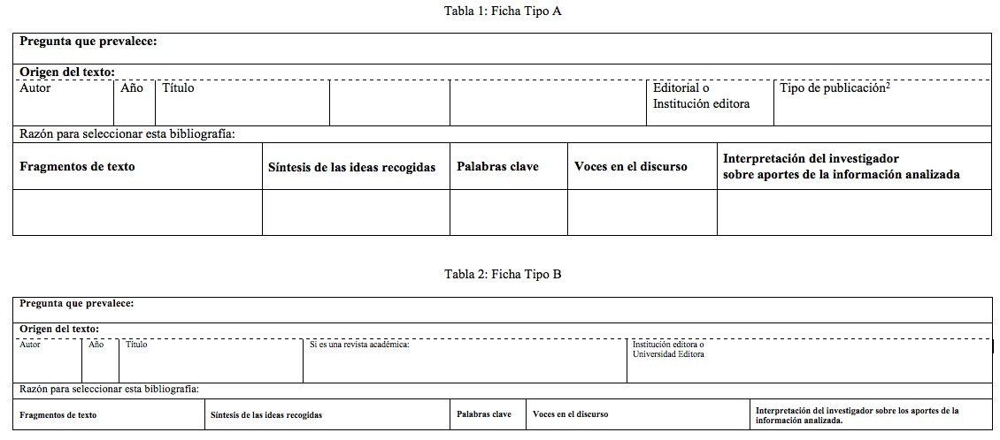 Tabla 1: Ficha Tipo A
Pregunta que prevalece:
Origen del texto:
Autor
Año
Título
Editorial o
Institución editora
Tipo de publicación²
Razón para seleccionar esta bibliografía:
Fragmentos de texto
Síntesis de las ideas recogidas
Palabras clave
Voces en el discurso
Interpretación del investigador
sobre aportes de la información analizada
Tabla 2: Ficha Tipo B
Pregunta que prevalece:
Origen del texto:
Autor
Año
Título
Si es una revista académica:
Institución editora o
Universidad Editora
Razón para seleccionar esta bibliografía:
Fragmentos de texto
Síntesis de las ideas recogidas
Palabras clave
Voces en el discurso
Interpretación del investigador sobre los aportes de la
información analizada.